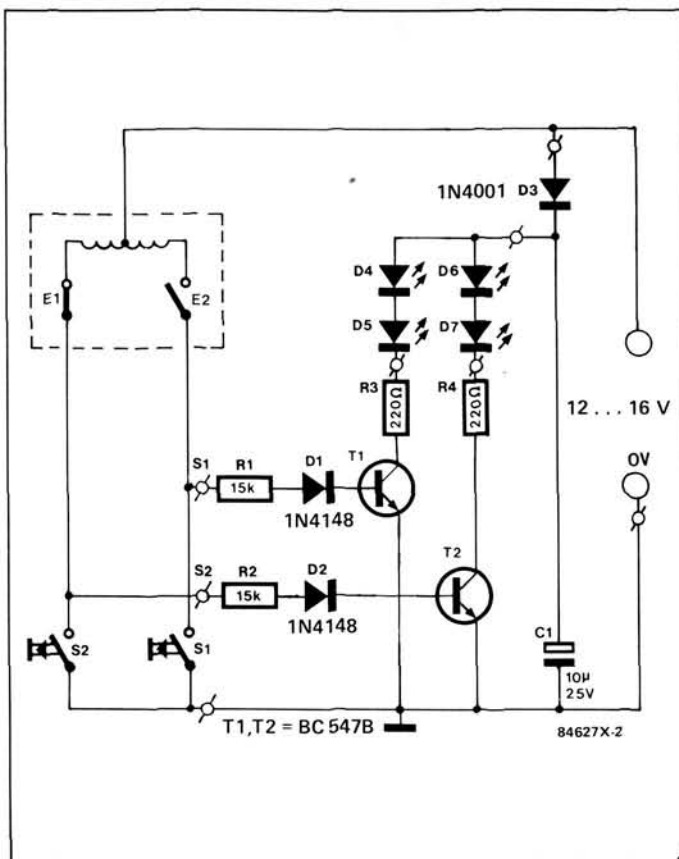 1N4001 D3
D4
D6
E1
E2
D5
D7
R3
R4
220Ω
220Ω
12 ... 16 V
0V
S1
R1
D1
T1
15k
1N4148
S2
R2
D2
T2
15k
1N4148
S2
S1
C1
10μ
25V
T1,T2 = BC 547B
84627X-2